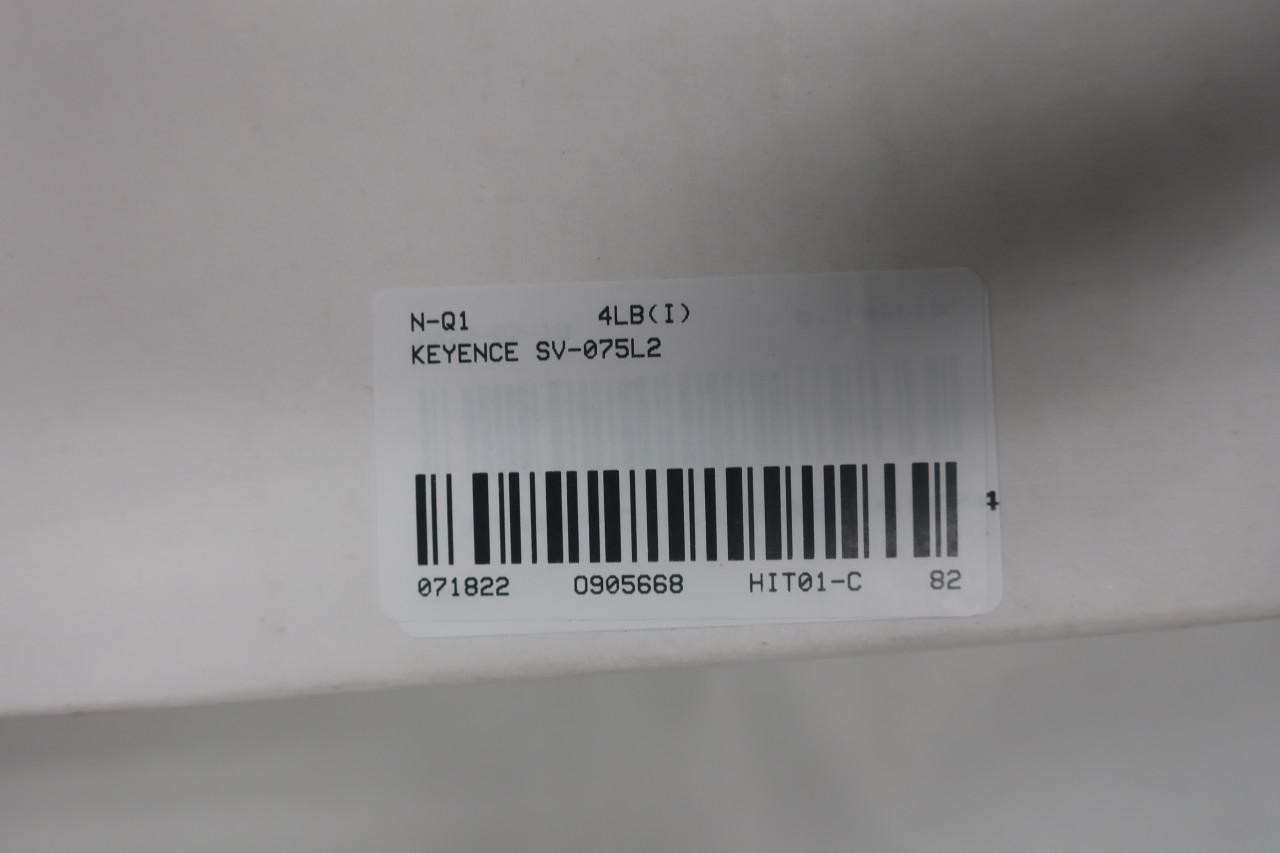 N-Q1 4LB(I)
KEYENCE SV-075L2
071822 0905668 HIT01-C 82